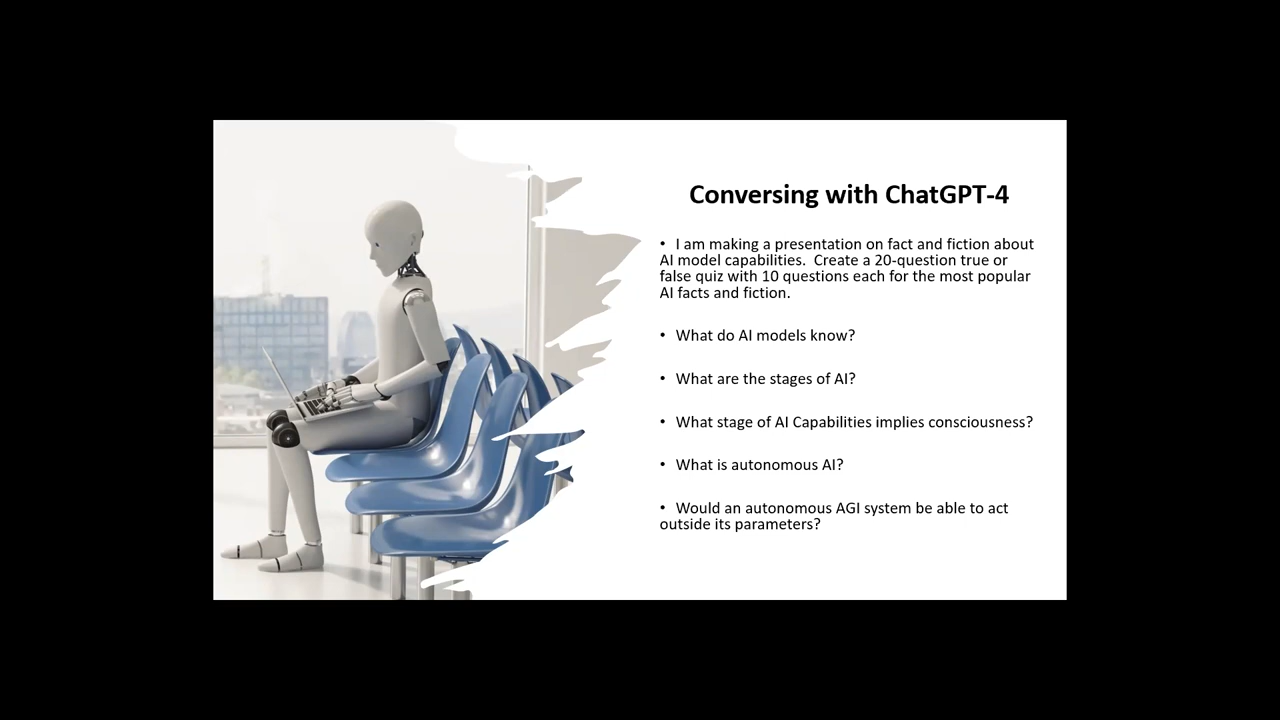 Conversing with ChatGPT-4
• I am making a presentation on fact and fiction about
AI model capabilities.  Create a 20-question true or
false quiz with 10 questions each for the most popular
AI facts and fiction.
• What do AI models know?
• What are the stages of AI?
• What stage of AI Capabilities implies consciousness?
• What is autonomous AI?
• Would an autonomous AGI system be able to act
outside its parameters?